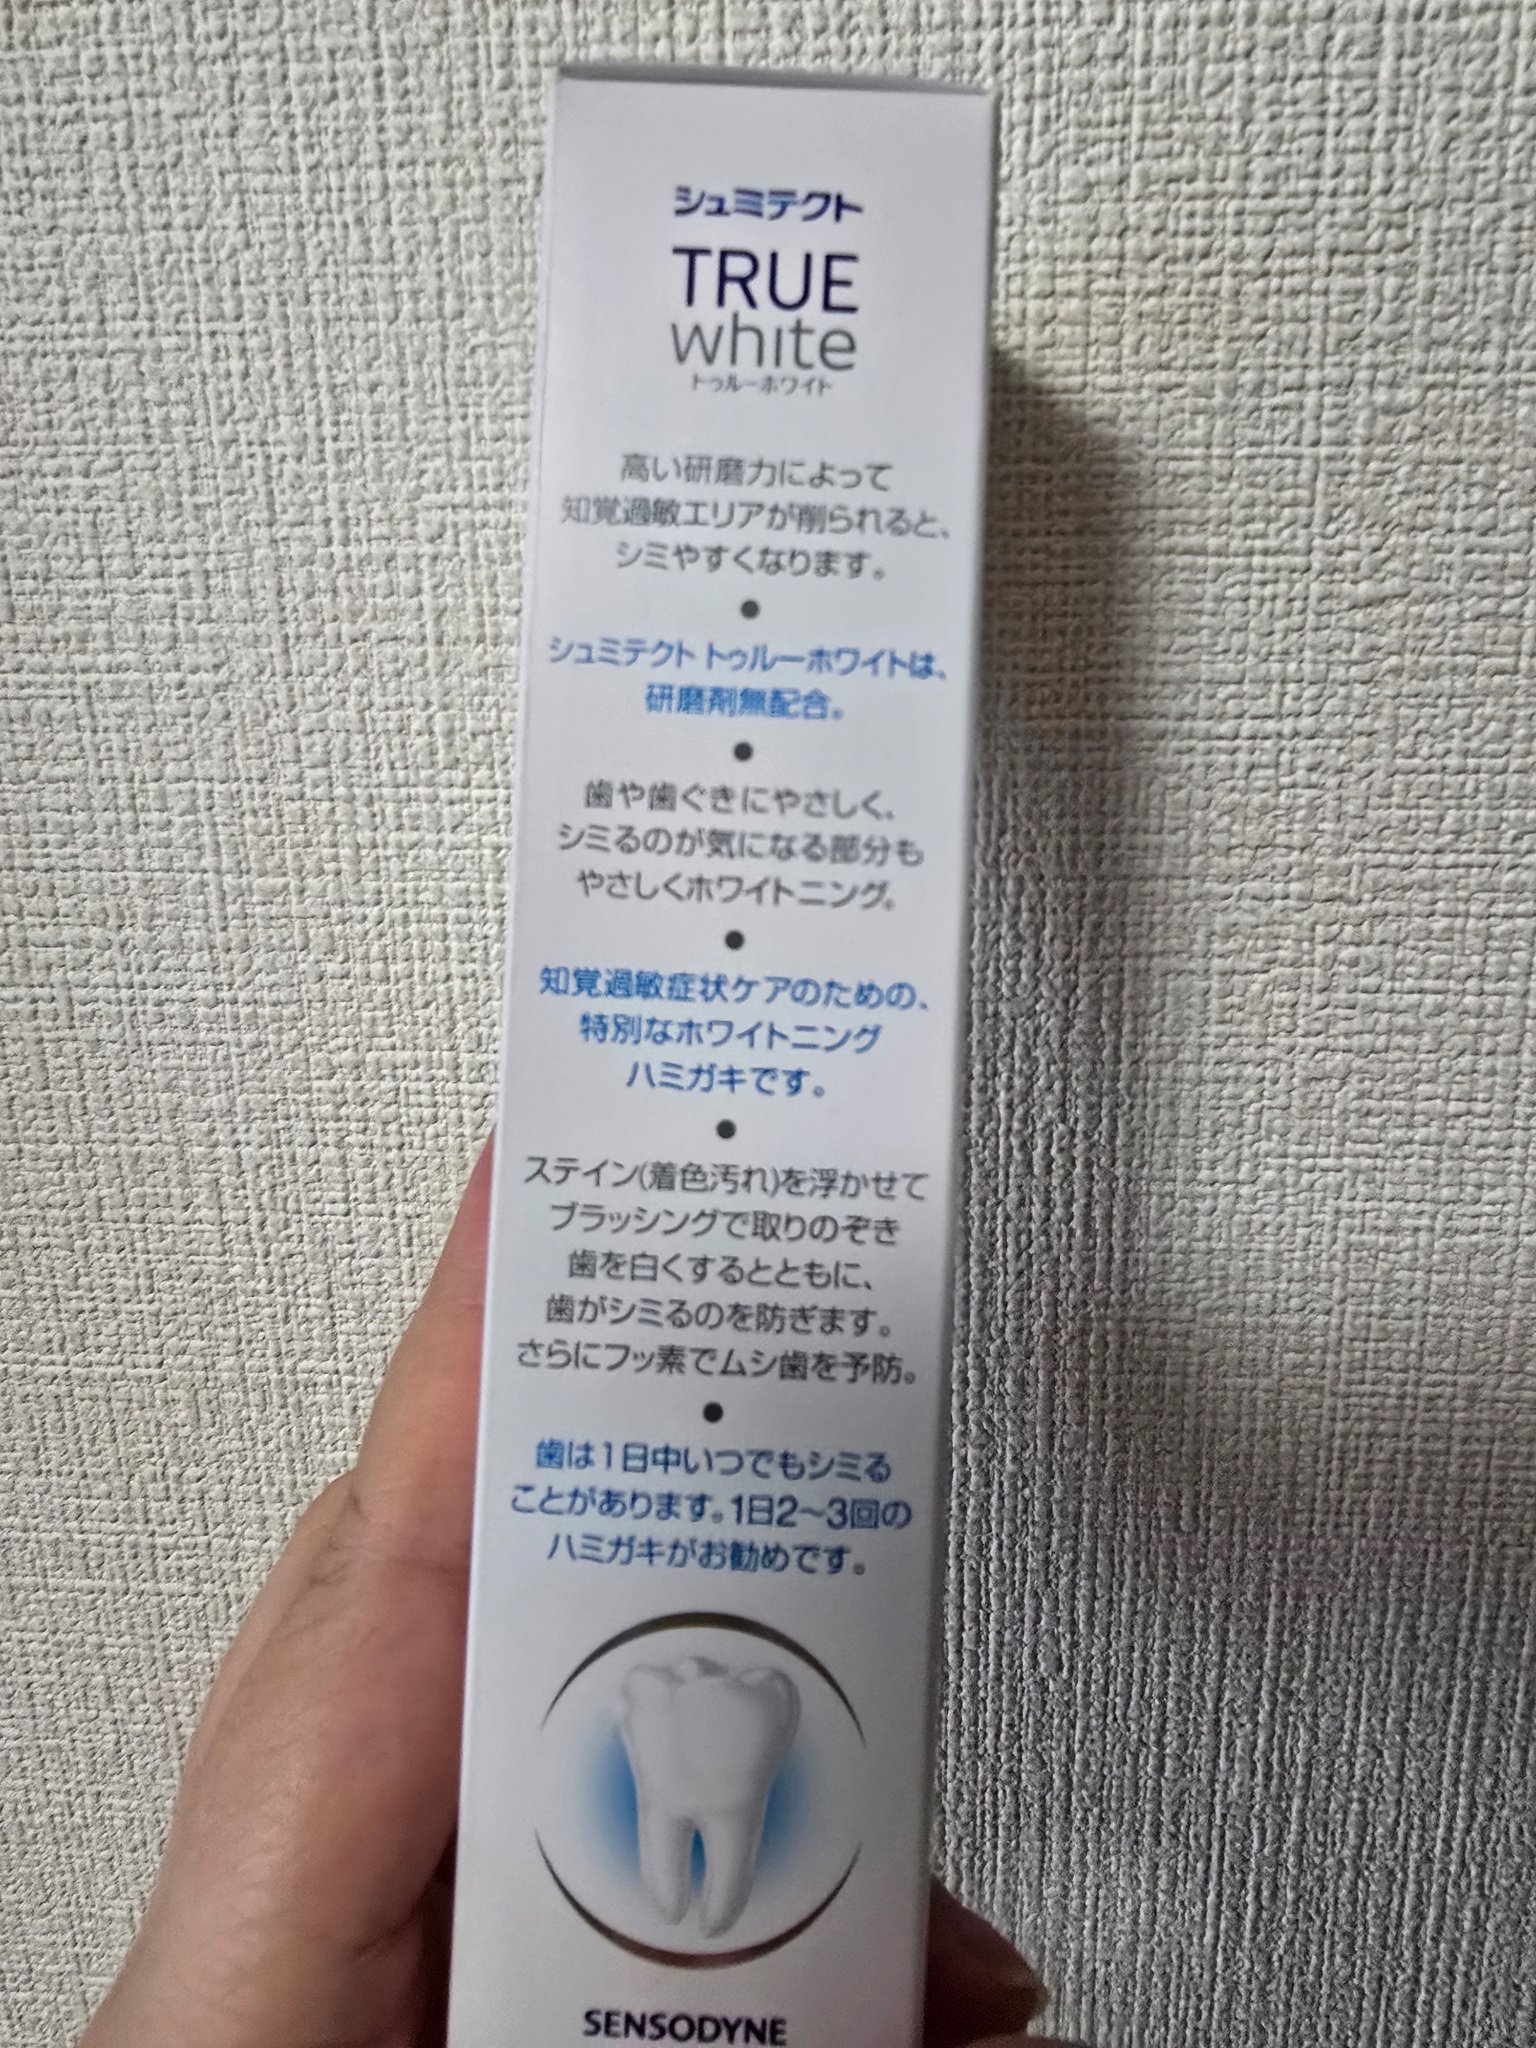 シュミテクト
TRUE
white
トゥルーホワイト
高い研磨力によって
知覚過敏エリアが削られると、
シミやすくなります。
●
シュミテクト トゥルーホワイトは、
研磨剤無配合。
●
歯や歯ぐきにやさしく、
シミるのが気になる部分も
やさしくホワイトニング。
●
知覚過敏症状ケアのための、
特別なホワイトニング
ハミガキです。
●
ステイン(着色汚れ)を浮かせて
ブラッシングで取りのぞき
歯を白くするとともに、
歯がシミるのを防ぎます。
さらにフッ素でムシ歯を予防。
●
歯は1日中いつでもシミる
ことがあります。1日2～3回の
ハミガキがお勧めです。
SENSODYNE